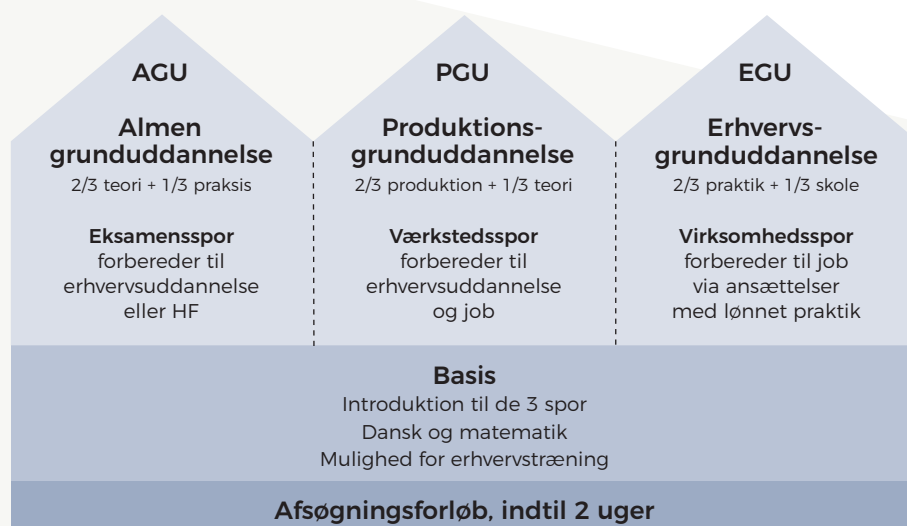 AGU
Almen
grunduddannelse
2/3 teori + 1/3 praksis
Eksamensspor
forbereder til
erhvervsuddannelse
eller HF
PGU
Produktions-
grunduddannelse
2/3 produktion + 1/3 teori
Værkstedsspor
forbereder til
erhvervsuddannelse
og job
EGU
Erhvervs-
grunduddannelse
2/3 praktik + 1/3 skole
Virksomhedsspor
forbereder til job
via ansættelser
med lønnet praktik
Basis
Introduktion til de 3 spor
Dansk og matematik
Mulighed for erhvervstræning
Afsøgningsforløb, indtil 2 uger